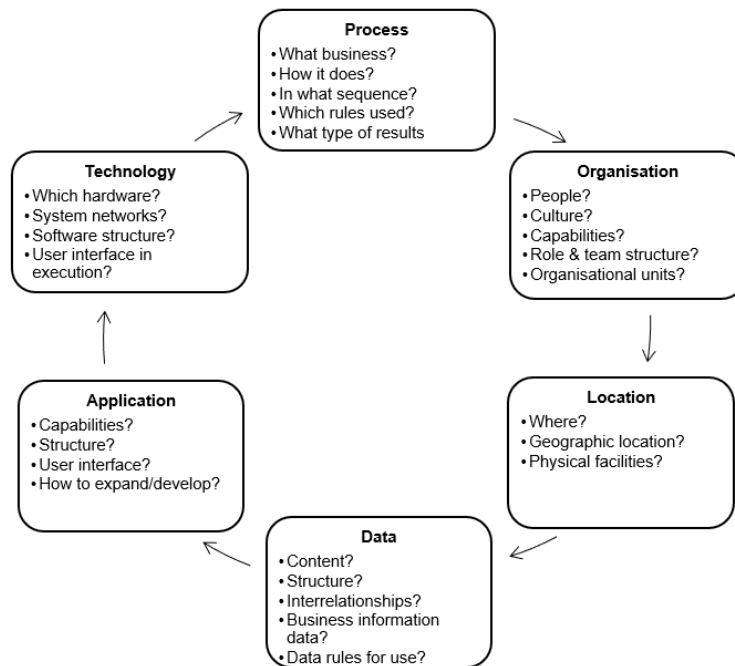 Process
• What business?
• How it does?
• In what sequence?
• Which rules used?
• What type of results
Organisation
• People?
• Culture?
• Capabilities?
• Role & team structure?
• Organisational units?
Location
• Where?
• Geographic location?
• Physical facilities?
Data
• Content?
• Structure?
• Interrelationships?
• Business information
data?
• Data rules for use?
Application
• Capabilities?
• Structure?
• User interface?
• How to expand/develop?
Technology
• Which hardware?
• System networks?
• Software structure?
• User interface in
execution?